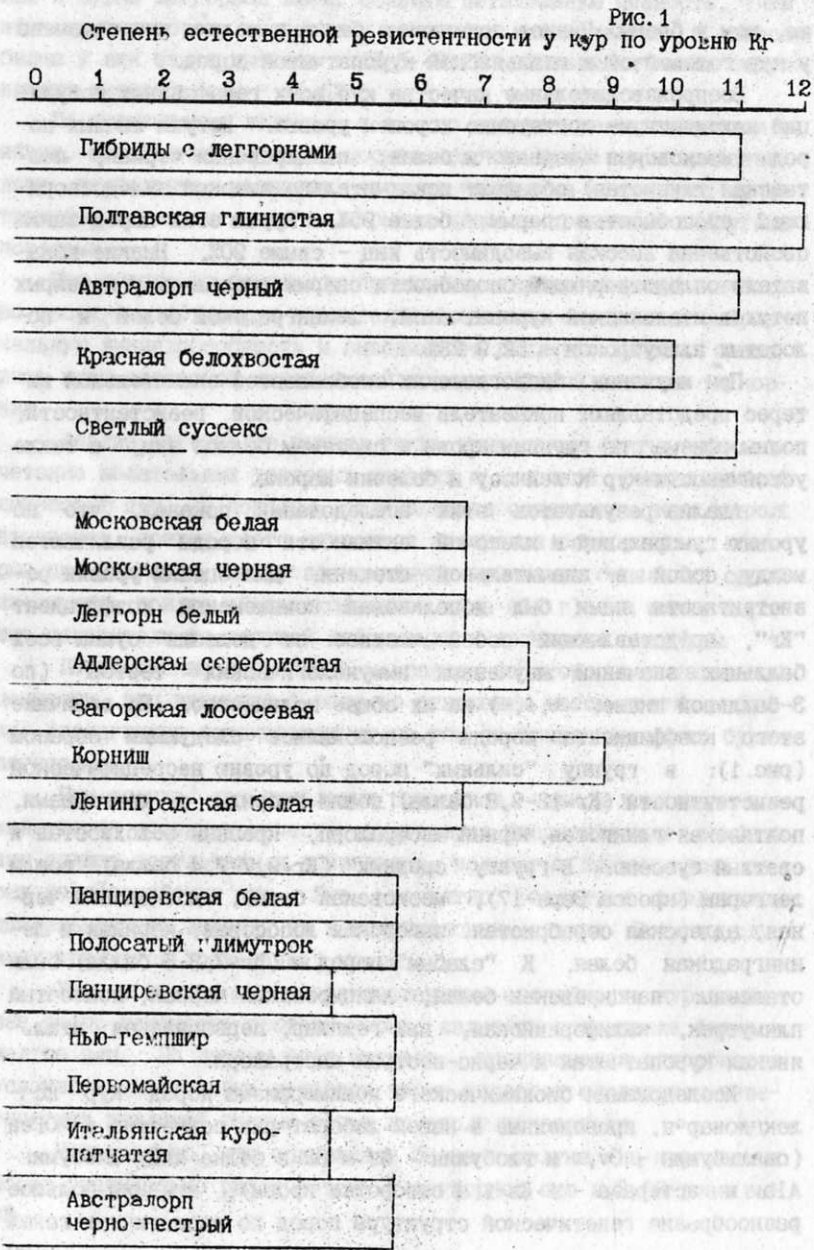 Рис.1
Степень естественной резистентности у кур по уровню Kr
0 1 2 3 4 5 6 7 8 9 10 11 12
Гибриды с леггорнами
Полтавская глинистая
Автралорп черный
Красная белохвостая
Светлый суссекс
Московская белая
Московская черная
Леггорн белый
Адлерская серебристая
Загорская лососевая
Корниш
Ленинградская белая
Панциревская белая
Полосатый плимутрок
Панциревская черная
Нью-гемпшир
Первомайская
Итальянская куро-
патчатая
Австралорп
черно-пестрый